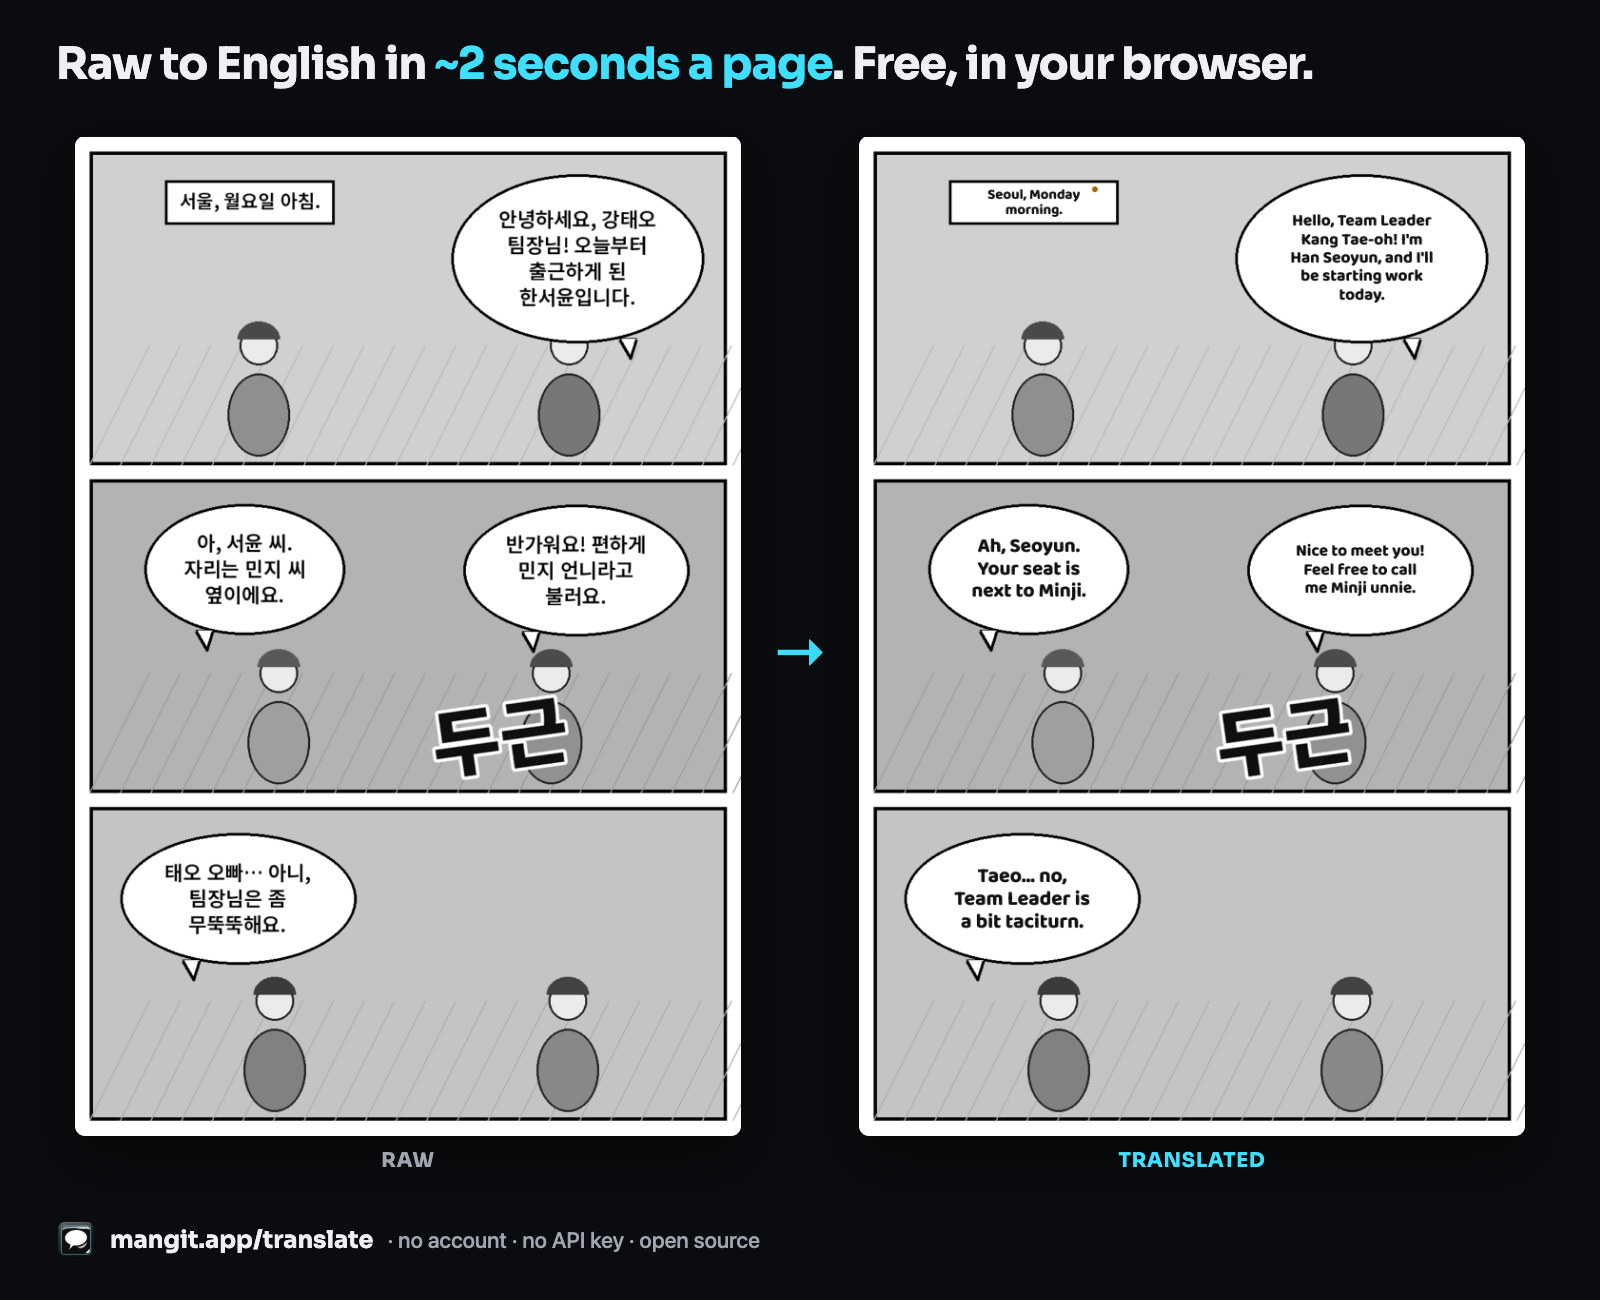 Raw to English in ~2 seconds a page. Free, in your browser.
서울, 월요일 아침.
안녕하세요, 강태오
팀장님! 오늘부터
출근하게 된
한서윤입니다.
아, 서윤 씨.
자리는 민지 씨
옆이에요.
반가워요! 편하게
민지 언니라고
불러요.
두근
태오 오빠… 아니,
팀장님은 좀
무뚝뚝해요.
RAW
→
Seoul, Monday
morning.
Hello, Team Leader
Kang Tae-oh! I'm
Han Seoyun, and I'll
be starting work
today.
Ah, Seoyun.
Your seat is
next to Minji.
Nice to meet you!
Feel free to call
me Minji unnie.
두근
Taeo... no,
Team Leader is
a bit taciturn.
TRANSLATED
mangit.app/translate · no account · no API key · open source